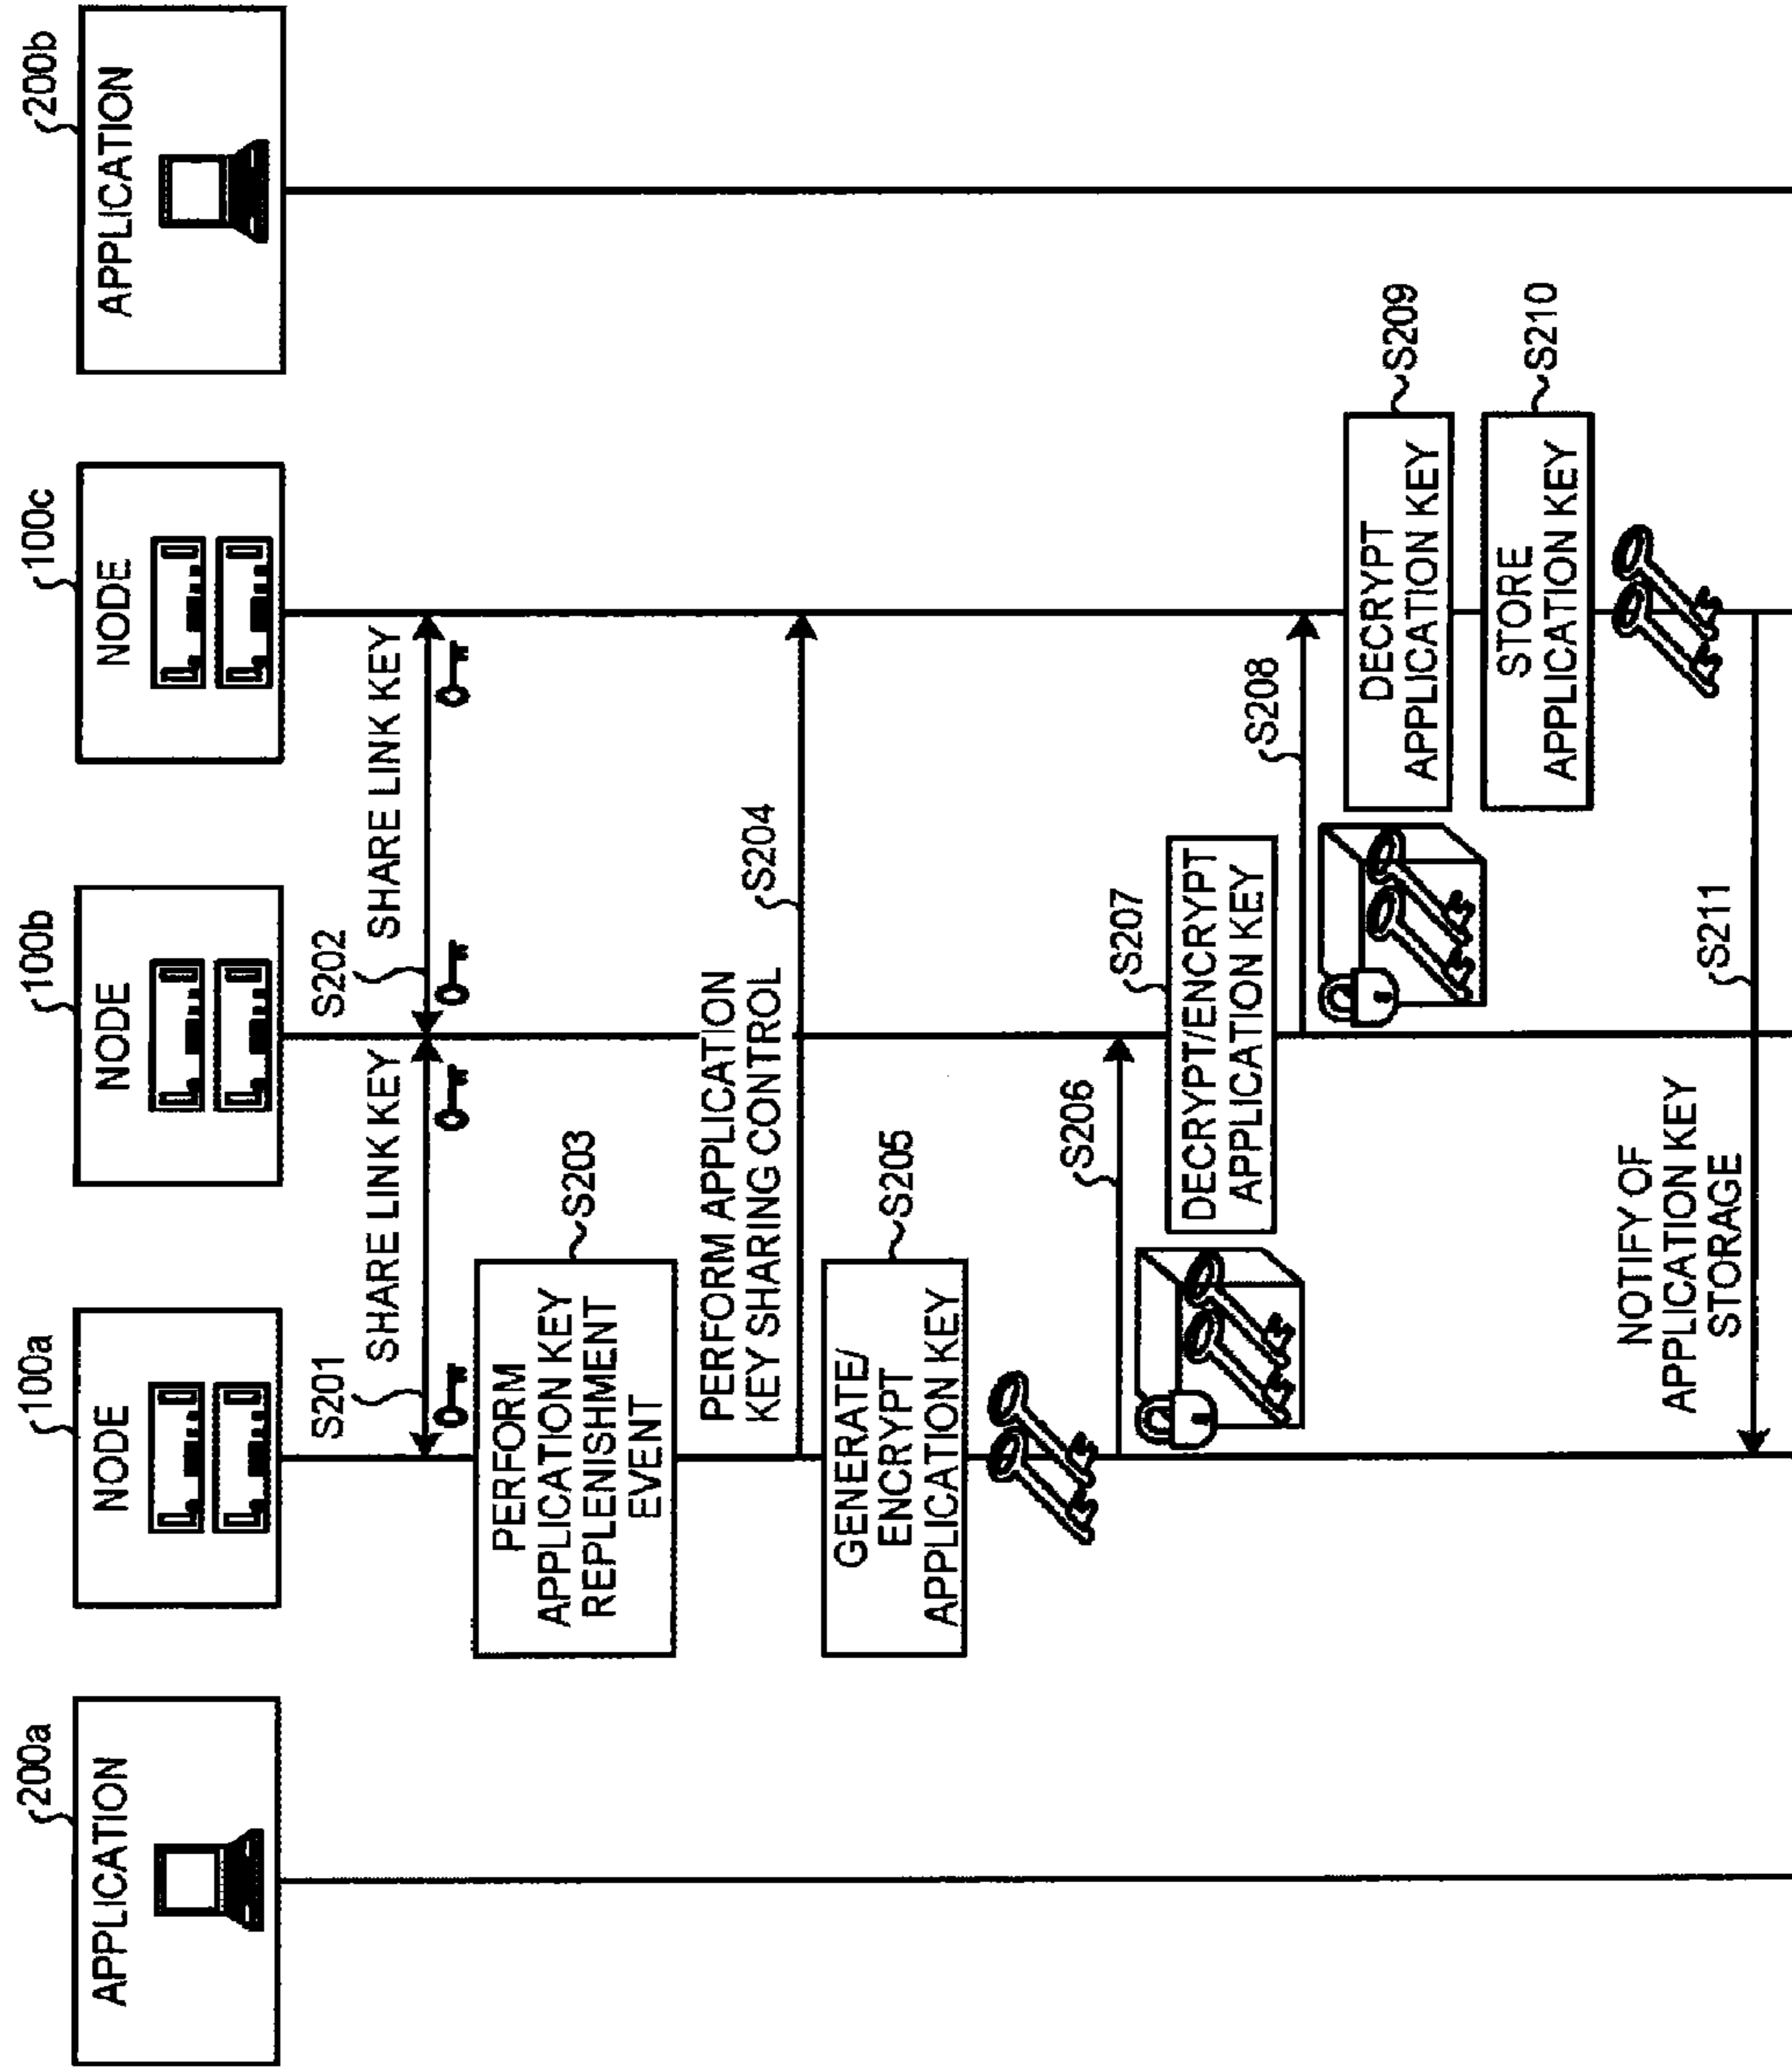 200a
APPLICATION
100a
NODE
100b
NODE
100c
NODE
200b
APPLICATION
S201
SHARE LINK KEY
S202
SHARE LINK KEY
PERFORM
APPLICATION KEY
REPLENISHMENT
EVENT
S203
PERFORM APPLICATION
KEY SHARING CONTROL
S204
GENERATE/
ENCRYPT
APPLICATION KEY
S205
S206
DECRYPT/ENCRYPT
APPLICATION KEY
S207
S208
DECRYPT
APPLICATION KEY
S209
STORE
APPLICATION KEY
S210
NOTIFY OF
APPLICATION KEY
STORAGE
S211